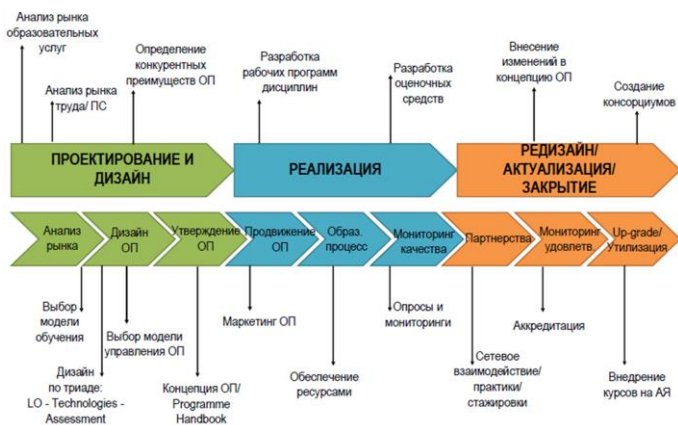 Анализ рынка
образовательных
услуг
Анализ рынка
труда/ ПС
Определение
конкурентных
преимуществ ОП
Разработка
рабочих программ
дисциплин
Разработка
оценочных
средств
Внесение
изменений в
концепцию ОП
Создание
консорциумов
ПРОЕКТИРОВАНИЕ И
ДИЗАЙН
РЕАЛИЗАЦИЯ
РЕДИЗАЙН/
АКТУАЛИЗАЦИЯ/
ЗАКРЫТИЕ
Анализ
рынка
Дизайн
ОП
Утверждение
ОП
Продвижение
ОП
Образ.
процесс
Мониторинг
качества
Партнерства
Мониторинг
удовлетв.
Up-grade/
Утилизация
Выбор
модели
обучения
Дизайн
по триаде:
LO - Technologies -
Assessment
Выбор модели
управления ОП
Концепция ОП/
Programme
Handbook
Маркетинг ОП
Обеспечение
ресурсами
Опросы и
мониторинги
Сетевое
взаимодействие/
практики/
стажировки
Аккредитация
Внедрение
курсов на АЯ